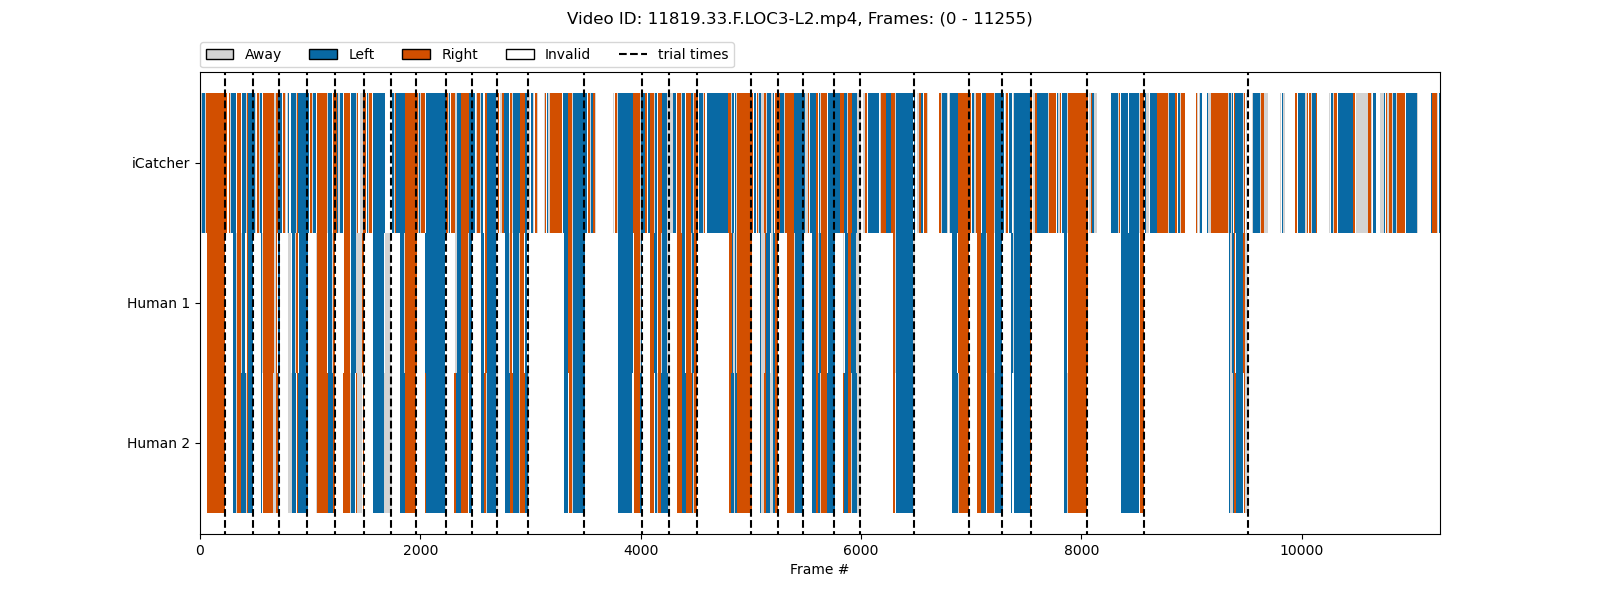 Video ID: 11819.33.F.LOC3-L2.mp4, Frames: (0 - 11255)
Away Left Right Invalid trial times
iCatcher
Human 1
Human 2
0 2000 4000 6000 8000 10000
Frame #